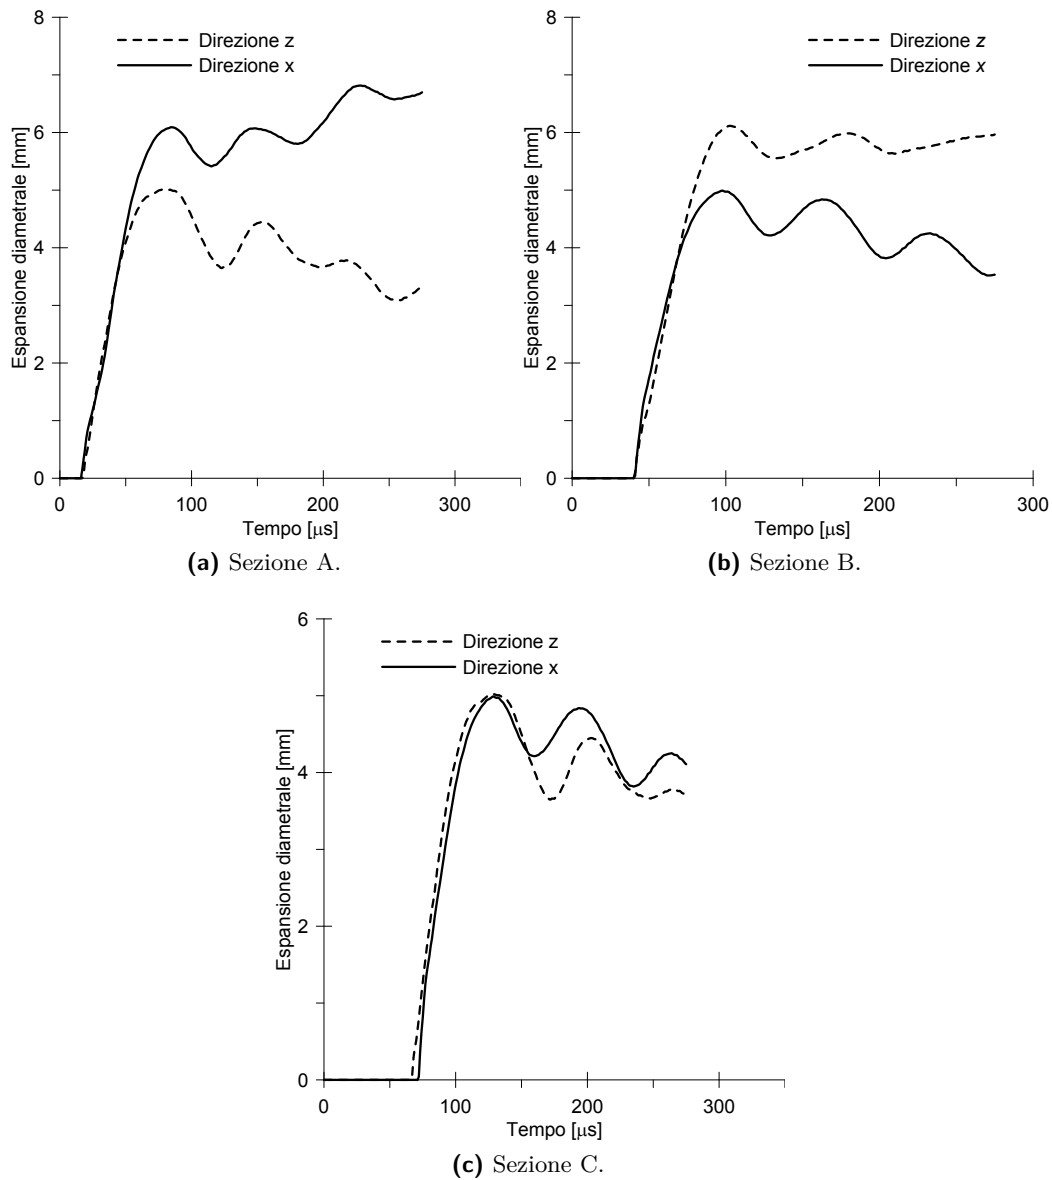 8
6
4
2
0
Espansione diametrale [mm]
Direzione z
Direzione x
0
100
200
300
Tempo [μs]
(a) Sezione A.
8
6
4
2
0
Espansione diametrale [mm]
Direzione z
Direzione x
0
100
200
300
Tempo [μs]
(b) Sezione B.
6
4
2
0
Espansione diametrale [mm]
Direzione z
Direzione x
0
100
200
300
Tempo [μs]
(c) Sezione C.